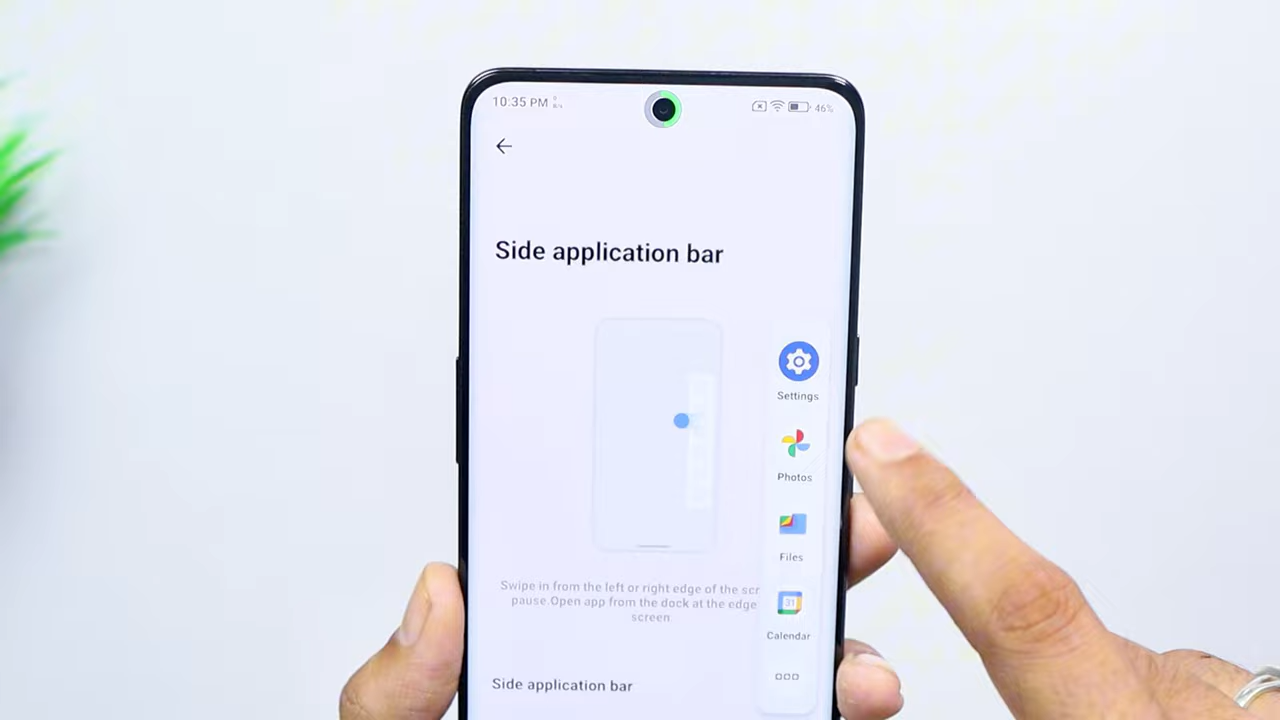 10:35 PM
46%
Side application bar
Settings
Photos
Files
31
Calendar
Swipe in from the left or right edge of the scr
pause.Open app from the dock at the edge
screen.
Side application bar